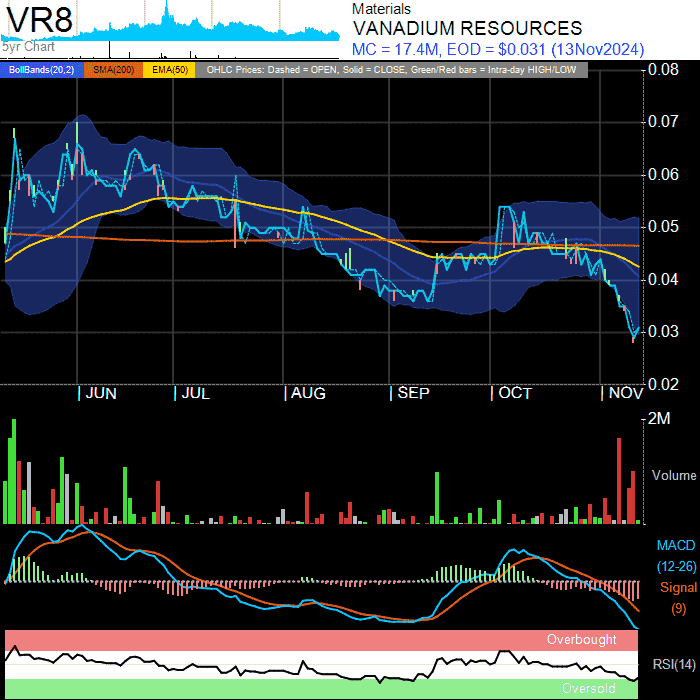 VR8
5yr Chart
Materials
VANADIUM RESOURCES
MC = 17.4M, EOD = $0.031 (13Nov2024)
BollBands(20,2) SMA(200) EMA(50) OHLC Prices: Dashed = OPEN, Solid = CLOSE, Green/Red bars = Intra-day HIGH/LOW
0.08
0.07
0.06
0.05
0.04
0.03
0.02
JUN JUL AUG SEP OCT NOV
2M
Volume
MACD
(12-26)
Signal
(9)
Overbought
RSI(14)
Oversold